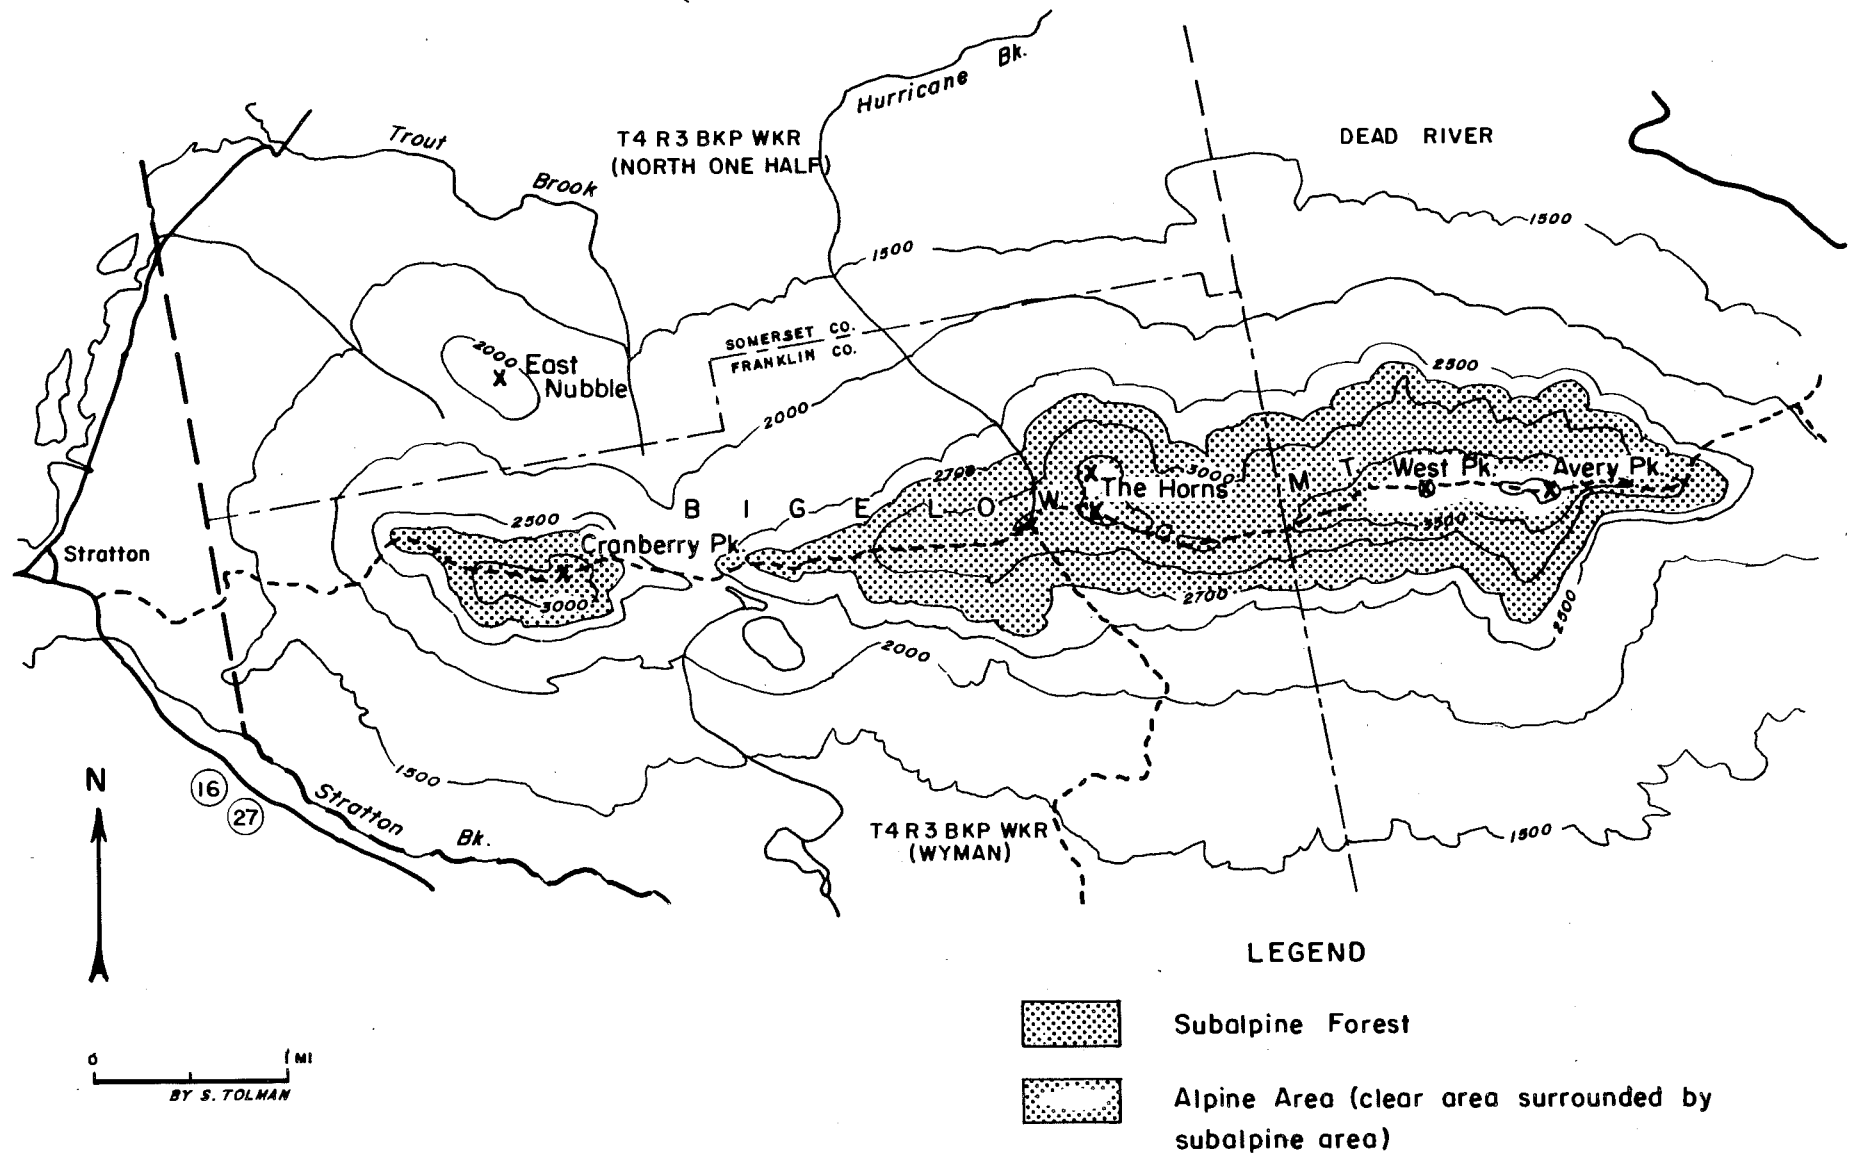 Hurricane Bk.
Trout
Brook
T4 R3 BKP WKR
(NORTH ONE HALF)
DEAD RIVER
1500
1500
SOMERSET CO.
FRANKLIN CO.
2000
East
Nubble
2000
2500
2700
3000
The Horns
West Pk.
Avery Pk.
BIGELOW MT.
2500
Cranberry Pk.
3000
3500
2700
2500
Stratton
2000
1500
N
16
27
Stratton Bk.
T4 R3 BKP WKR
(WYMAN)
1500
LEGEND
Subalpine Forest
Alpine Area (clear area surrounded by
subalpine area)
0 1 MI
BY S. TOLMAN